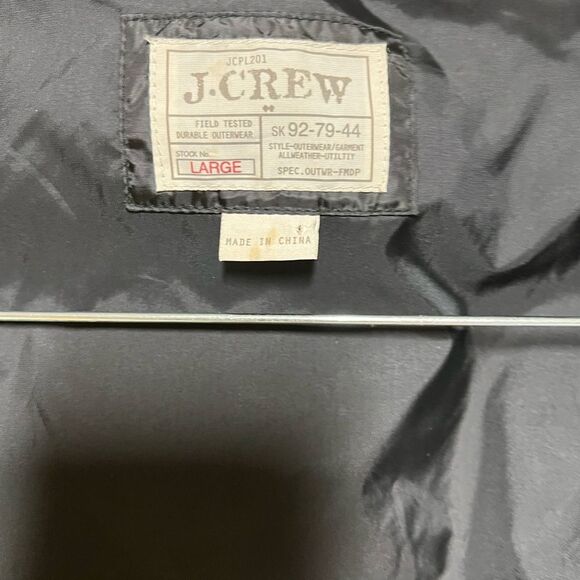 JCPL201
J.CREW
FIELD TESTED
DURABLE OUTERWEAR
STOCK No.
LARGE
SK 92-79-44
STYLE-OUTERWEAR/GARMENT
ALLWEATHER-UTILTIY
SPEC.OUTWR-FMDP
MADE IN CHINA